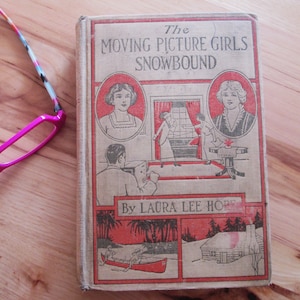 The
MOVING PICTURE GIRLS
SNOWBOUND
By LAURA LEE HOPE